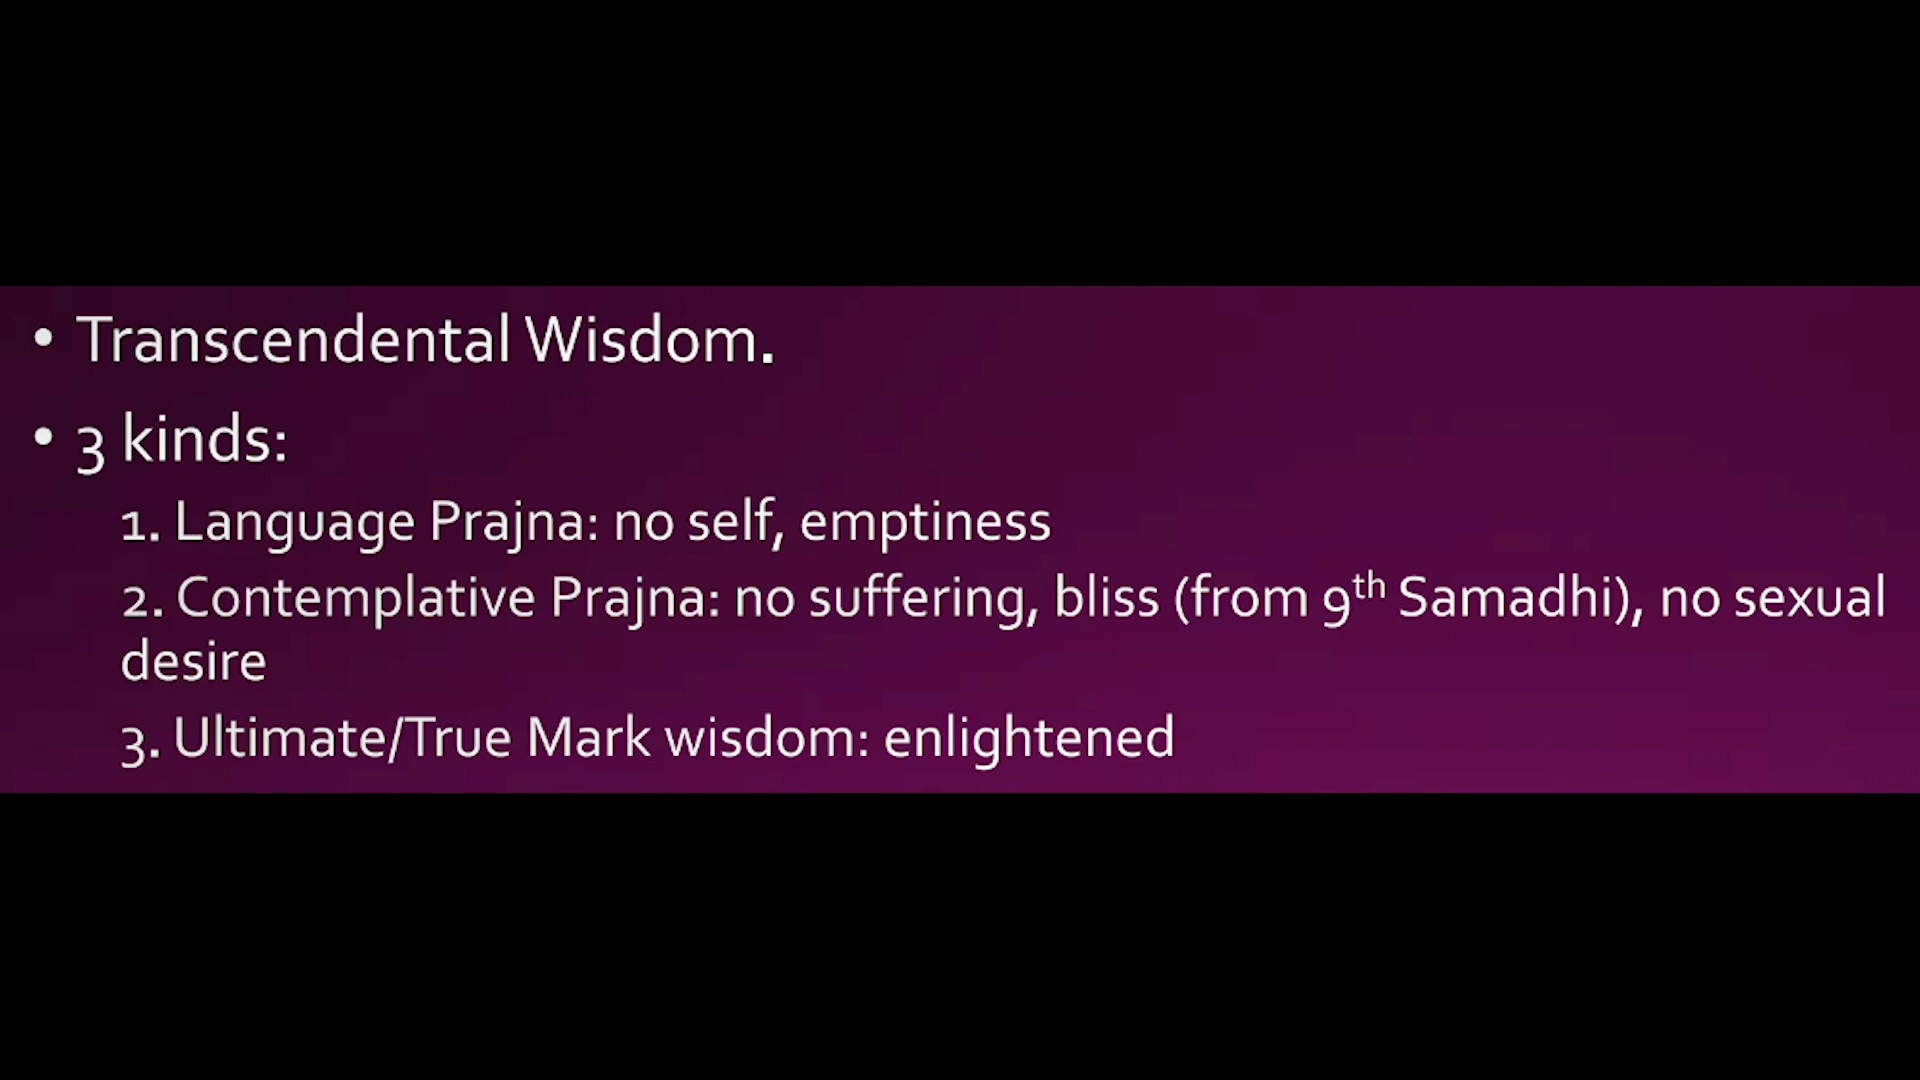 • Transcendental Wisdom.
• 3 kinds:
1. Language Prajna: no self, emptiness
2. Contemplative Prajna: no suffering, bliss (from 9th Samadhi), no sexual
desire
3. Ultimate/True Mark wisdom: enlightened